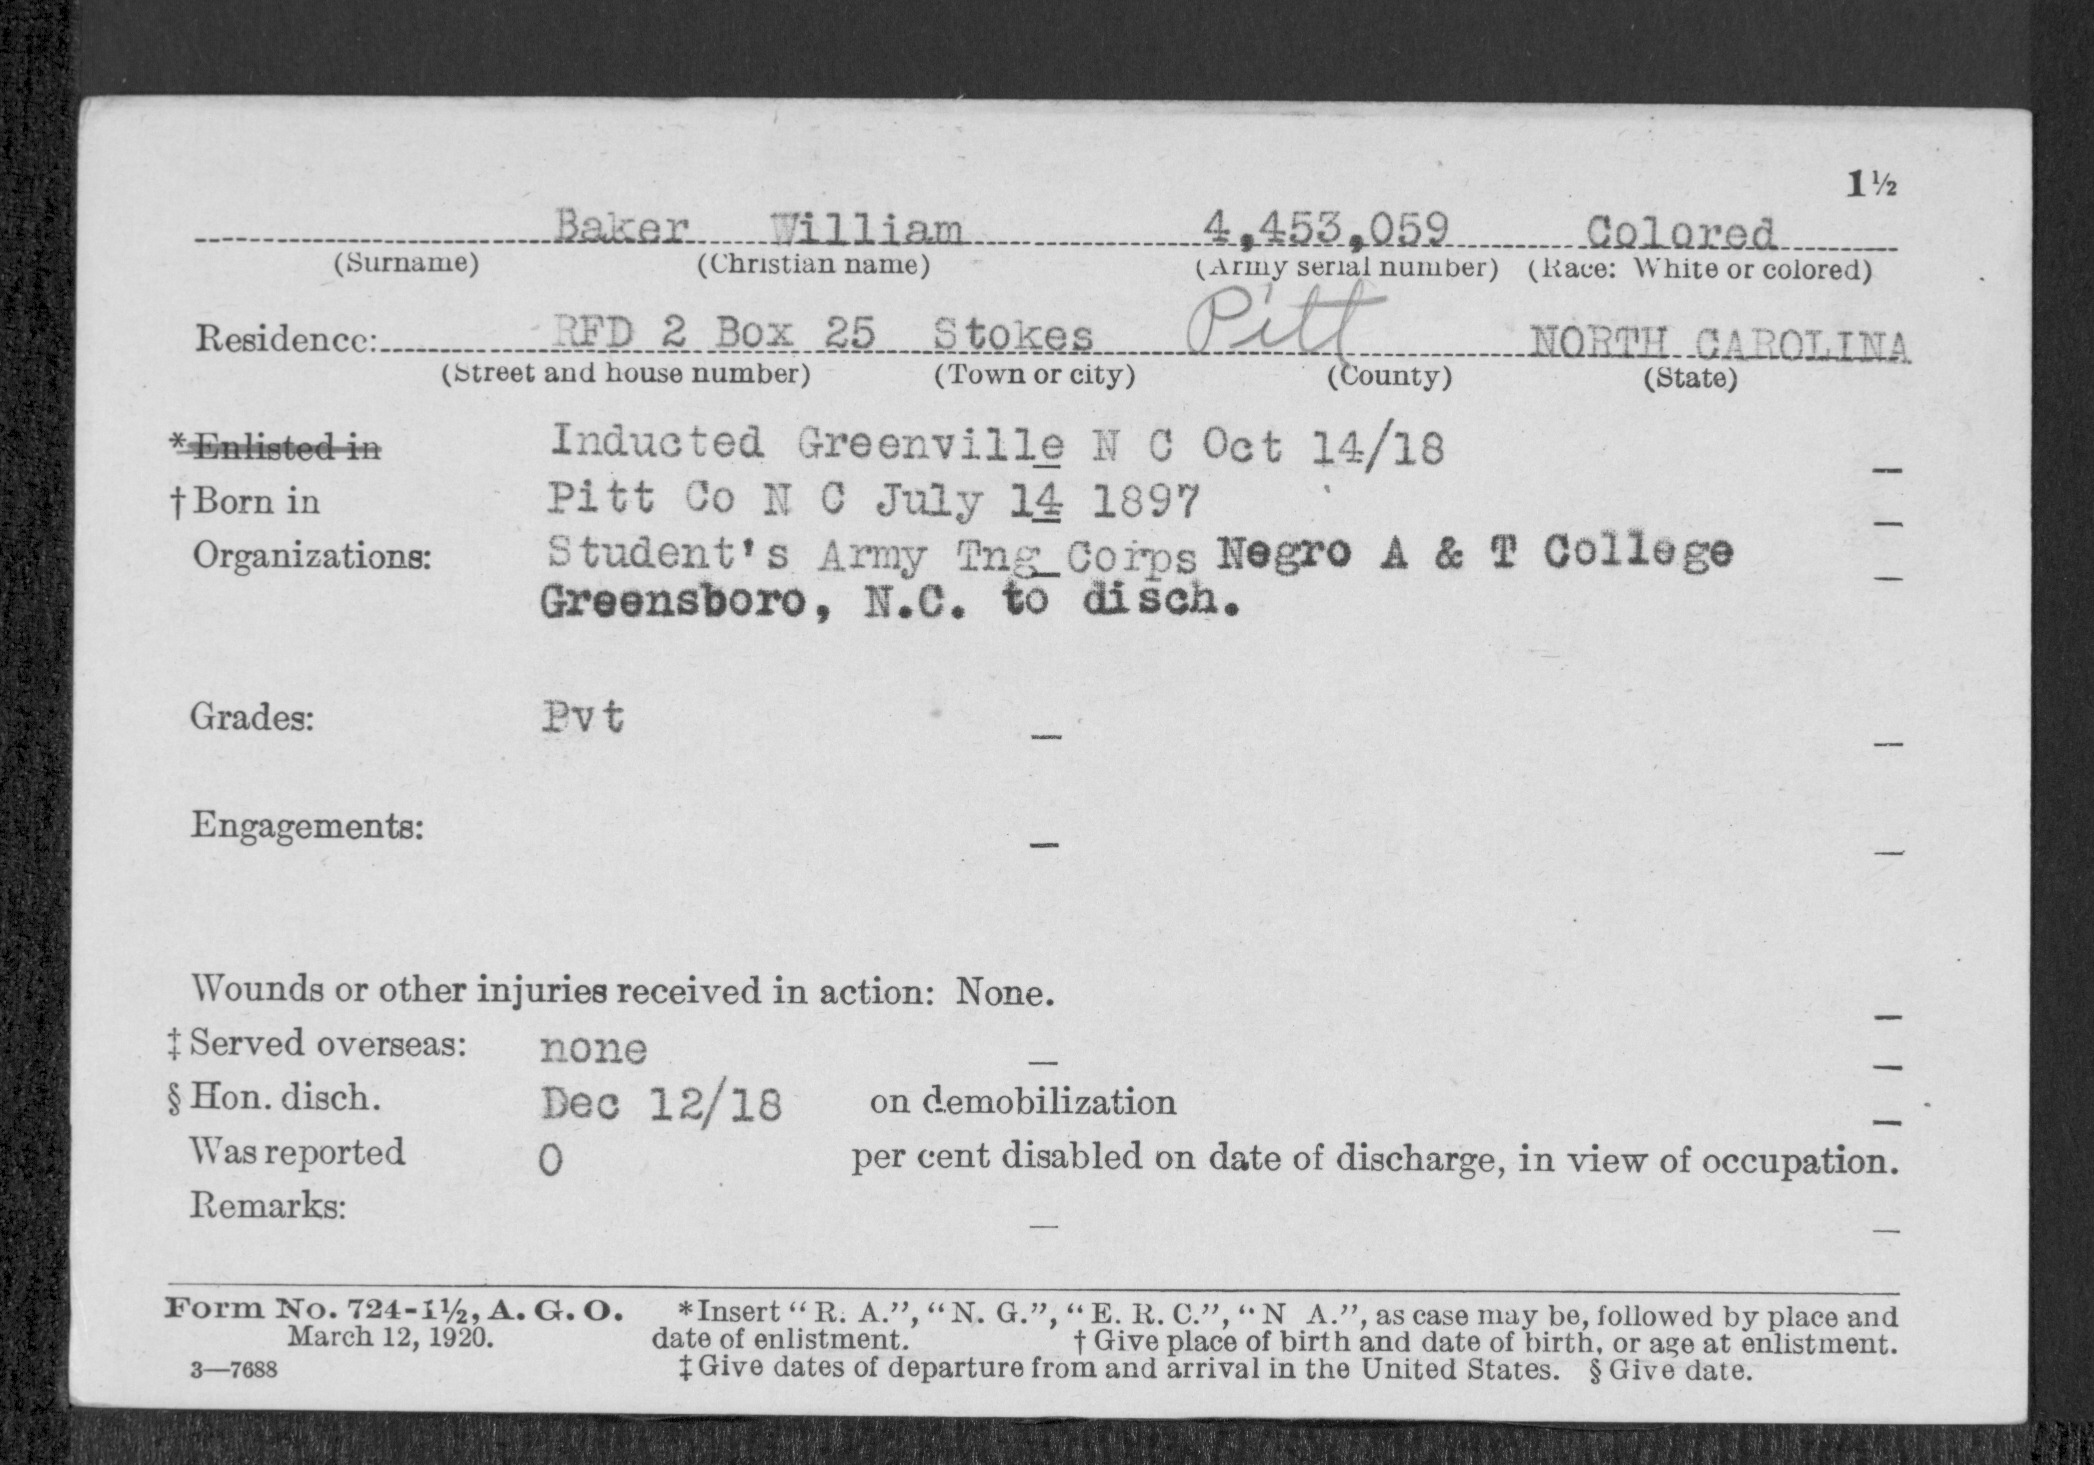 1½
Baker William 4,453,059 Colored
(Surname) (Christian name) (Army serial number) (Race: White or colored)
Residence: RFD 2 Box 25 Stokes Pitt NORTH CAROLINA
(Street and house number) (Town or city) (County) (State)
*Enlisted in Inducted Greenville N C Oct 14/18
†Born in Pitt Co N C July 14 1897
Organizations: Student's Army Tng Corps Negro A & T College
Greensboro, N.C. to disch.
Grades: Pvt
Engagements:
Wounds or other injuries received in action: None.
‡Served overseas: none
§Hon. disch. Dec 12/18 on demobilization
Was reported 0 per cent disabled on date of discharge, in view of occupation.
Remarks:
Form No. 724-1½, A. G. O. *Insert "R. A.", "N. G.", "E. R. C.", "N A.", as case may be, followed by place and
March 12, 1920. date of enlistment. †Give place of birth and date of birth, or age at enlistment.
3—7688 ‡Give dates of departure from and arrival in the United States. §Give date.